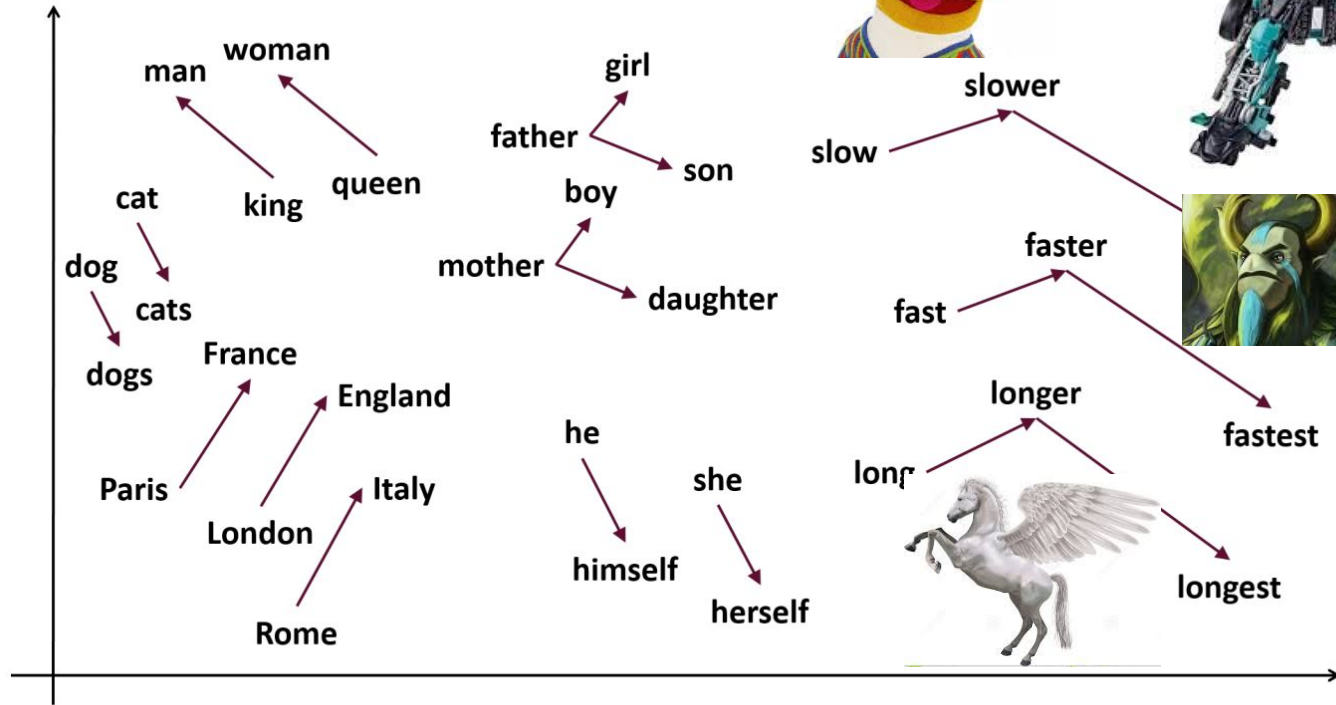 woman
man
girl
slower
father
slow
son
queen
boy
cat
king
faster
dog
mother
daughter
cats
fast
France
dogs
longer
England
he
fastest
long
she
Paris
Italy
London
himself
longest
herself
Rome